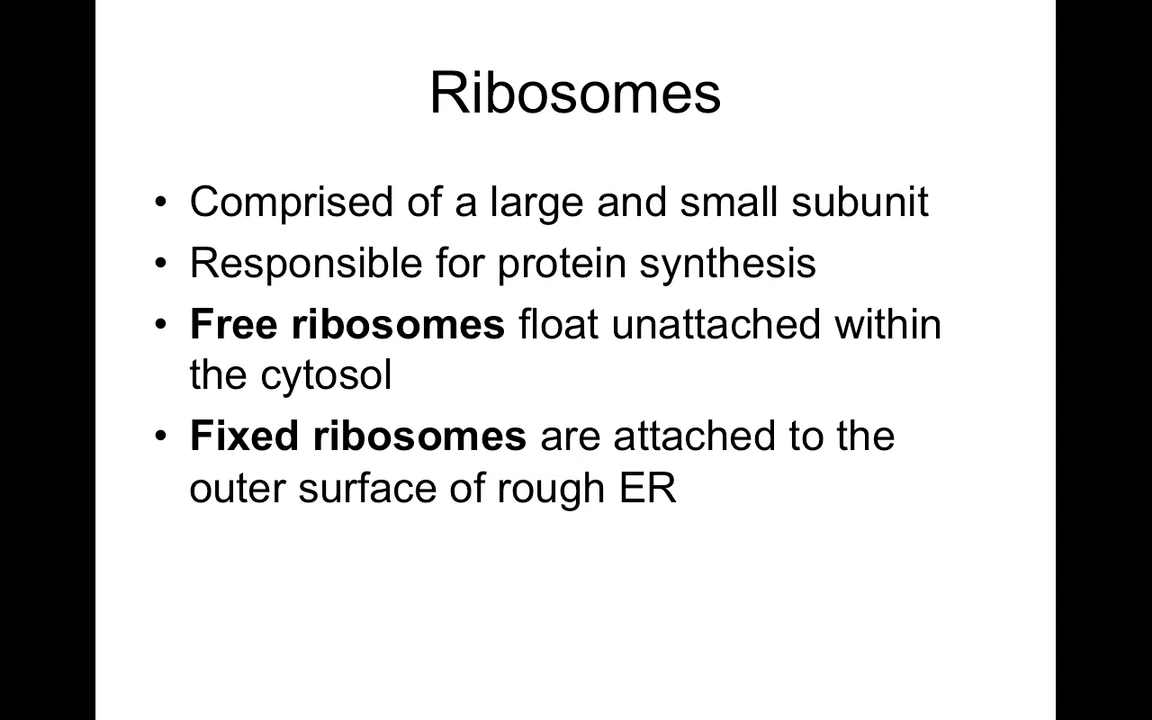 Ribosomes
• Comprised of a large and small subunit
• Responsible for protein synthesis
• Free ribosomes float unattached within
the cytosol
• Fixed ribosomes are attached to the
outer surface of rough ER